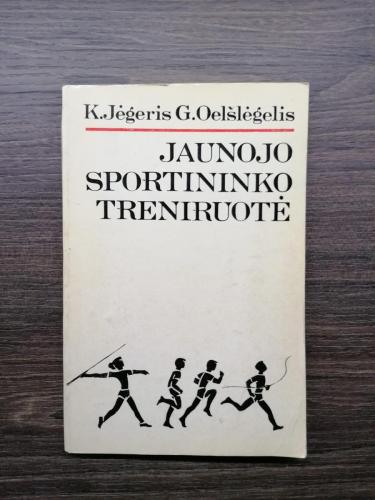 K.Jėgeris G.Oelšlėgelis
JAUNOJO
SPORTININKO
TRENIRUOTĖ